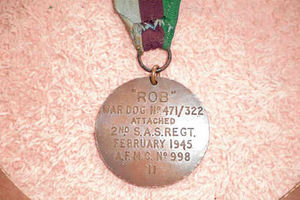 "ROB"
WAR DOG Nº 471/322
ATTACHED
2ND S.A.S. REGT.
FEBRUARY 1945
A.F.M.C. Nº 998
11